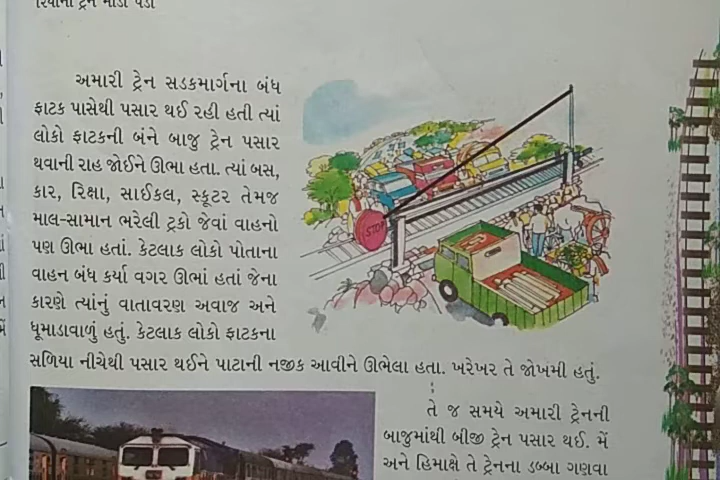 અમારી ટ્રેન સડકમાર્ગના બંધ
ફાટક પાસેથી પસાર થઈ રહી હતી ત્યાં
લોકો ફાટકની બંને બાજુ ટ્રેન પસાર
થવાની રાહ જોઈને ઊભા હતા. ત્યાં બસ,
કાર, રિક્ષા, સાઈકલ, સ્કૂટર તેમજ
માલ-સામાન ભરેલી ટ્રકો જેવાં વાહનો
પણ ઊભા હતાં. કેટલાક લોકો પોતાના
વાહન બંધ કર્યા વગર ઊભાં હતાં જેના
કારણે ત્યાંનું વાતાવરણ અવાજ અને
ધૂમાડાવાળું હતું. કેટલાક લોકો ફાટકના
સળિયા નીચેથી પસાર થઈને પાટાની નજીક આવીને ઊભેલા હતા. ખરેખર તે જોખમી હતું.
STOP
તે જ સમયે અમારી ટ્રેનની
બાજુમાંથી બીજી ટ્રેન પસાર થઈ. મેં
અને હિમાક્ષે તે ટ્રેનના ડબ્બા ગણવા